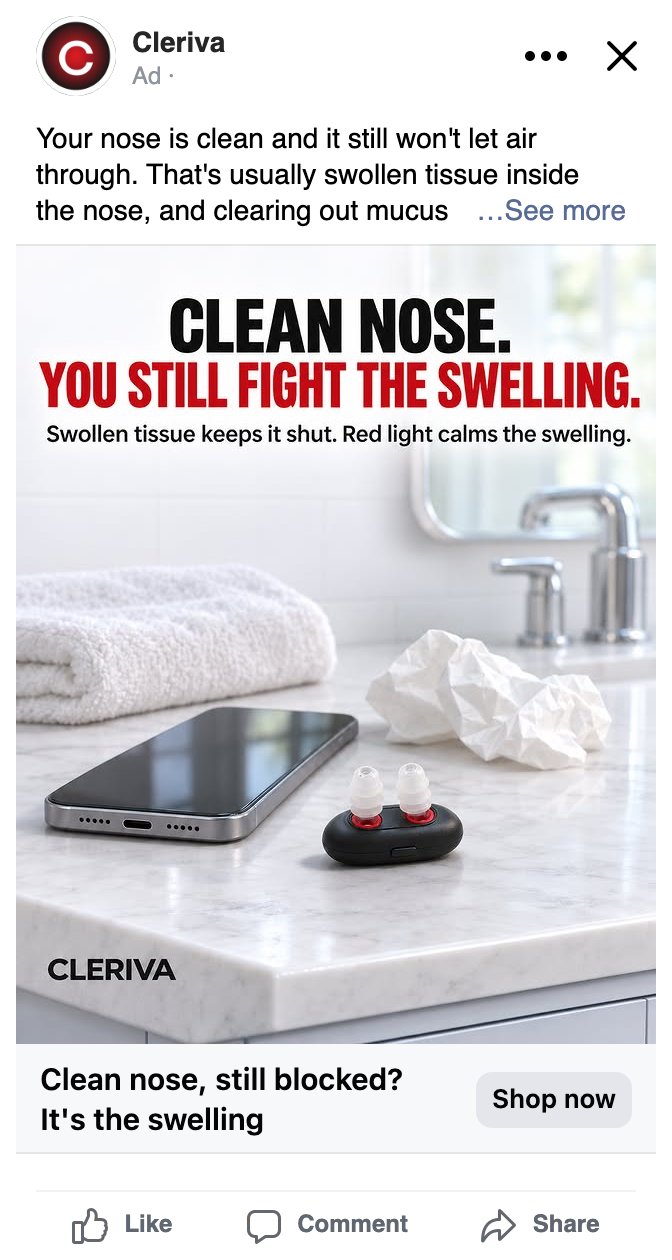 C
Cleriva
Ad ·
Your nose is clean and it still won't let air
through. That's usually swollen tissue inside
the nose, and clearing out mucus ...See more
CLEAN NOSE.
YOU STILL FIGHT THE SWELLING.
Swollen tissue keeps it shut. Red light calms the swelling.
CLERIVA
Clean nose, still blocked?
It's the swelling
Shop now
Like
Comment
Share